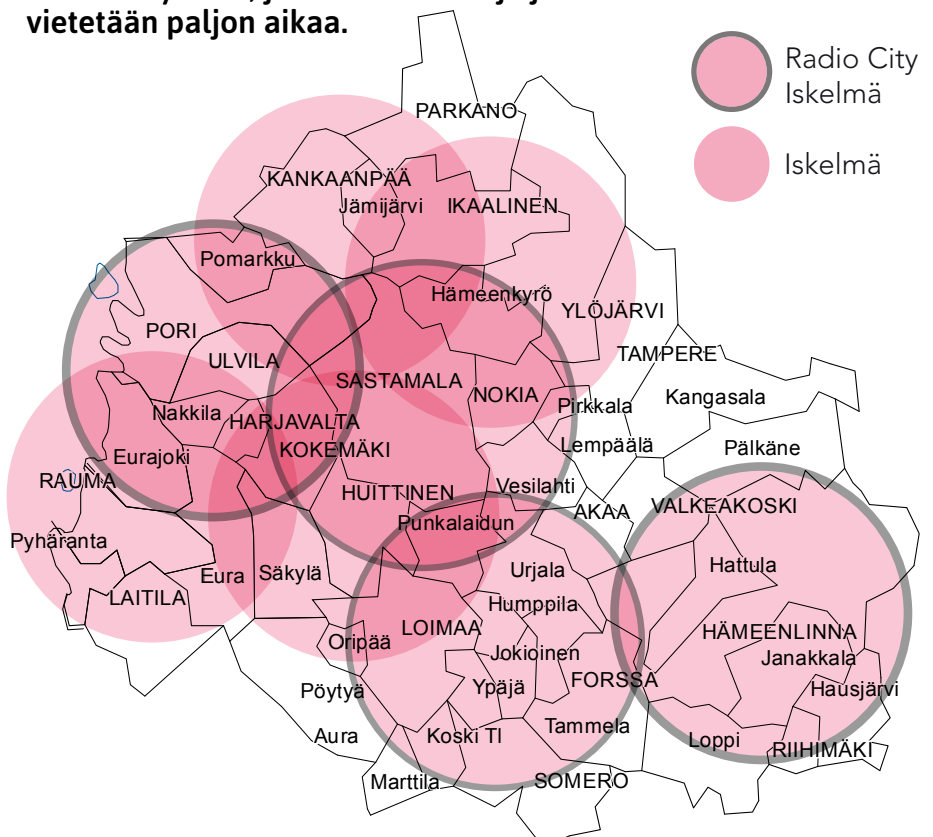 vietetään paljon aikaa.
Radio City
Iskelmä
Iskelmä
PARKANO
KANKAANPÄÄ
Jämijärvi
IKAALINEN
Pomarkku
Hämeenkyrö
YLÖJÄRVI
PORI
ULVILA
TAMPERE
SASTAMALA
NOKIA
Kangasala
Pirkkala
Nakkila
HARJAVALTA
Lempäälä
Pälkäne
KOKEMÄKI
Eurajoki
RAUMA
HUITTINEN
Vesilahti
VALKEAKOSKI
AKAA
Punkalaidun
Pyhäranta
Hattula
Urjala
Eura
Säkylä
LAITILA
Humppila
LOIMAA
HÄMEENLINNA
Oripää
Jokioinen
Janakkala
Pöytyä
Ypäjä
FORSSA
Hausjärvi
Tammela
Aura
Koski Tl
Loppi
RIIHIMÄKI
Marttila
SOMERO